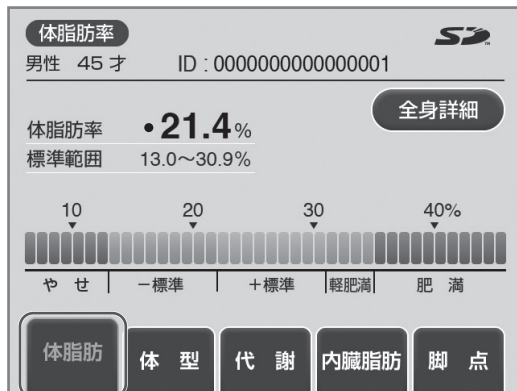 体脂肪率
SD
男性 45才 ID:0000000000000001
全身詳細
体脂肪率 •21.4%
標準範囲 13.0～30.9%
10 20 30 40%
やせ －標準 ＋標準 軽肥満 肥満
体脂肪 体型 代謝 内臓脂肪 脚点